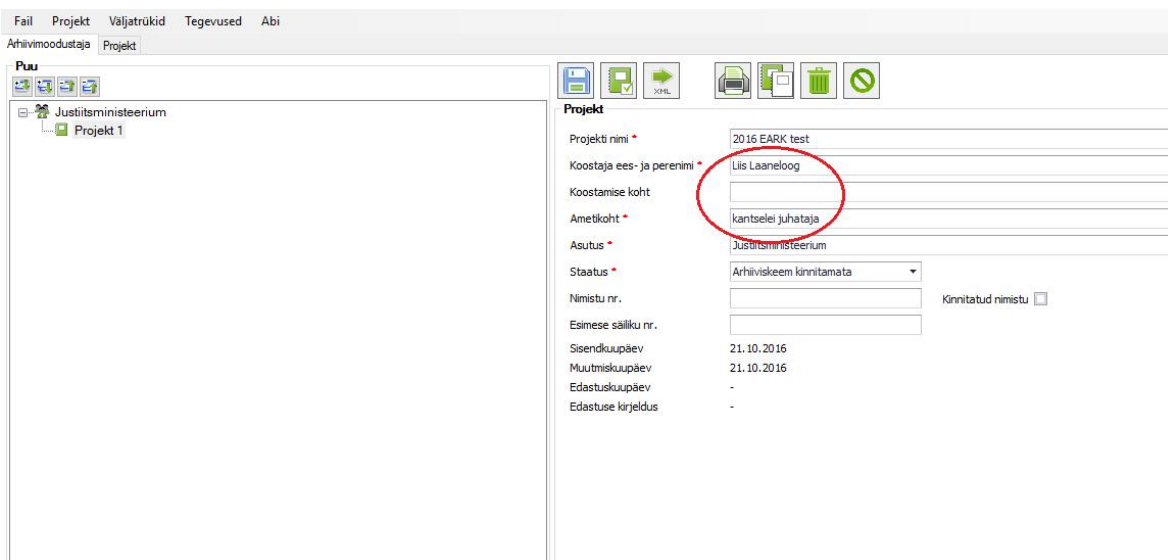 Fail Projekt Väljatrükid Tegevused Abi
Arhiivimoodustaja Projekt
Puu
Justiitsministeerium
Projekt 1
XML
Projekt
Projekti nimi * 2016 EARK test
Koostaja ees- ja perenimi * Liis Laaneloog
Koostamise koht
Ametikoht * kantselei juhataja
Asutus * Justiitsministeerium
Staatus * Arhiiviskeem kinnitamata
Nimistu nr. Kinnitatud nimistu
Esimese säiliku nr.
Sisendkuupäev 21.10.2016
Muutmiskuupäev 21.10.2016
Edastuskuupäev -
Edastuse kirjeldus -